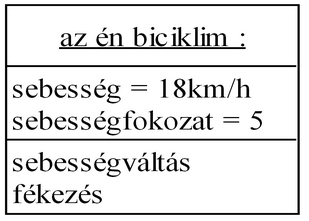 az én biciklim :
sebesség = 18km/h
sebességfokozat = 5
sebességváltás
fékezés